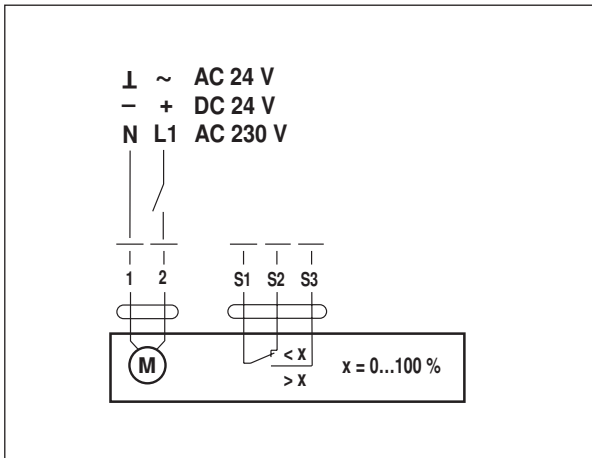 ⊥ ~ AC 24 V
– + DC 24 V
N L1 AC 230 V
1 2 S1 S2 S3
M < X x = 0...100 %
> X